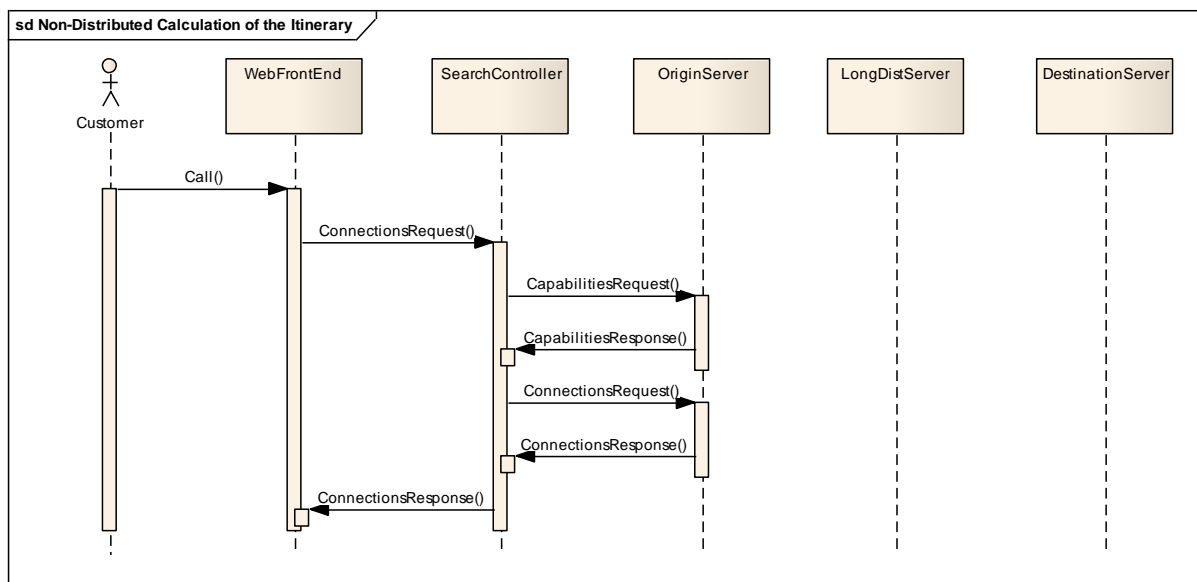 sd Non-Distributed Calculation of the Itinerary
Customer
WebFrontEnd
SearchController
OriginServer
LongDistServer
DestinationServer
Call()
ConnectionsRequest()
CapabilitiesRequest()
CapabilitiesResponse()
ConnectionsRequest()
ConnectionsResponse()
ConnectionsResponse()